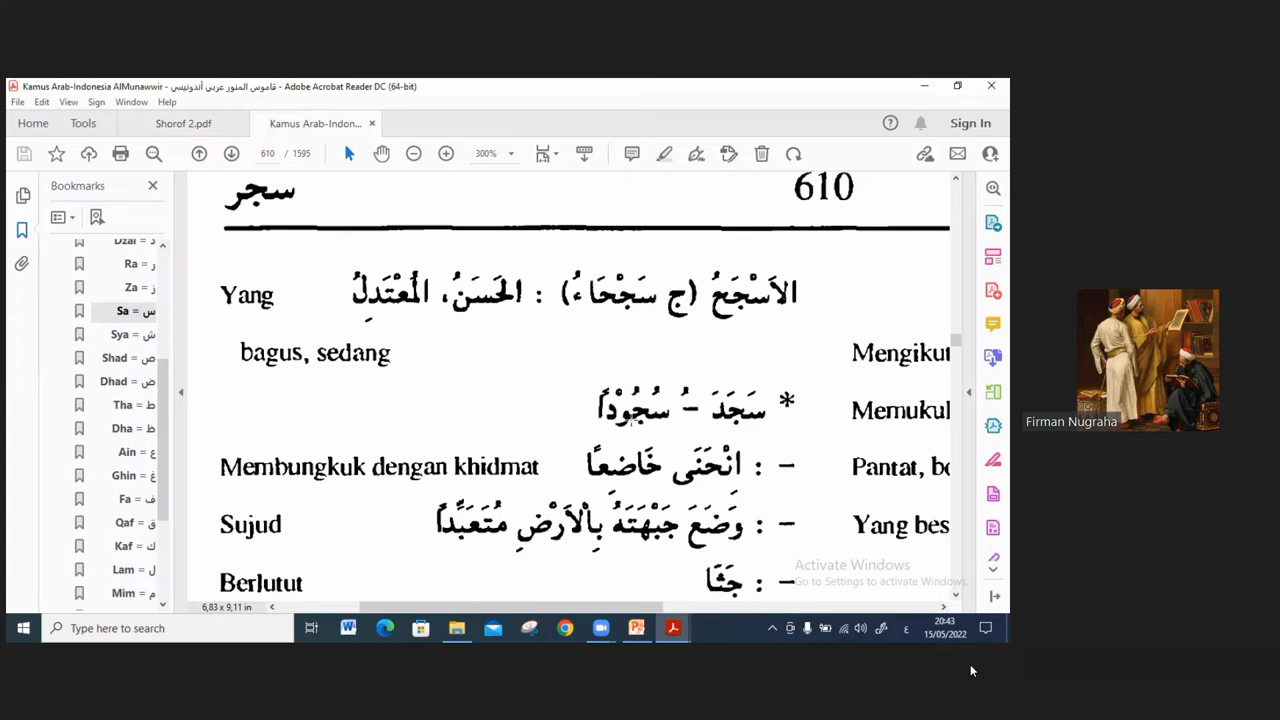 Kamus Arab-Indonesia AlMunawwir - قاموس المنور عربي أندونيسي - Adobe Acrobat Reader DC (64-bit)
File Edit View Sign Window Help
Home Tools Shorof 2.pdf Kamus Arab-Indon... Sign In
610 / 1595 300%
Bookmarks
Dzal = ذ
Ra = ر
Za = ز
Sa = س
Sya = ش
Shad = ص
Dhad = ض
Tha = ط
Dha = ظ
Ain = ع
Ghin = غ
Fa = ف
Qaf = ق
Kaf = ك
Lam = ل
Mim = م
سجر 610
الاَسْجَحُ (ج سَجْحَاءُ) : الحَسَنُ، المُعْتَدِلُ Yang
bagus, sedang
Mengikut
* سَجَدَ – ُ سُجُوْدًا
Memukul
– : اِنْحَنَى خَاضِعًا Membungkuk dengan khidmat
Pantat, bo
– : وَضَعَ جَبْهَتَهُ بِالْاَرْضِ مُتَعَبِّدًا Sujud
Yang bes
– : جَثَا Berlutut
Activate Windows
Go to Settings to activate Windows.
6,83 x 9,11 in
Type here to search
ع
20:43
15/05/2022
Firman Nugraha